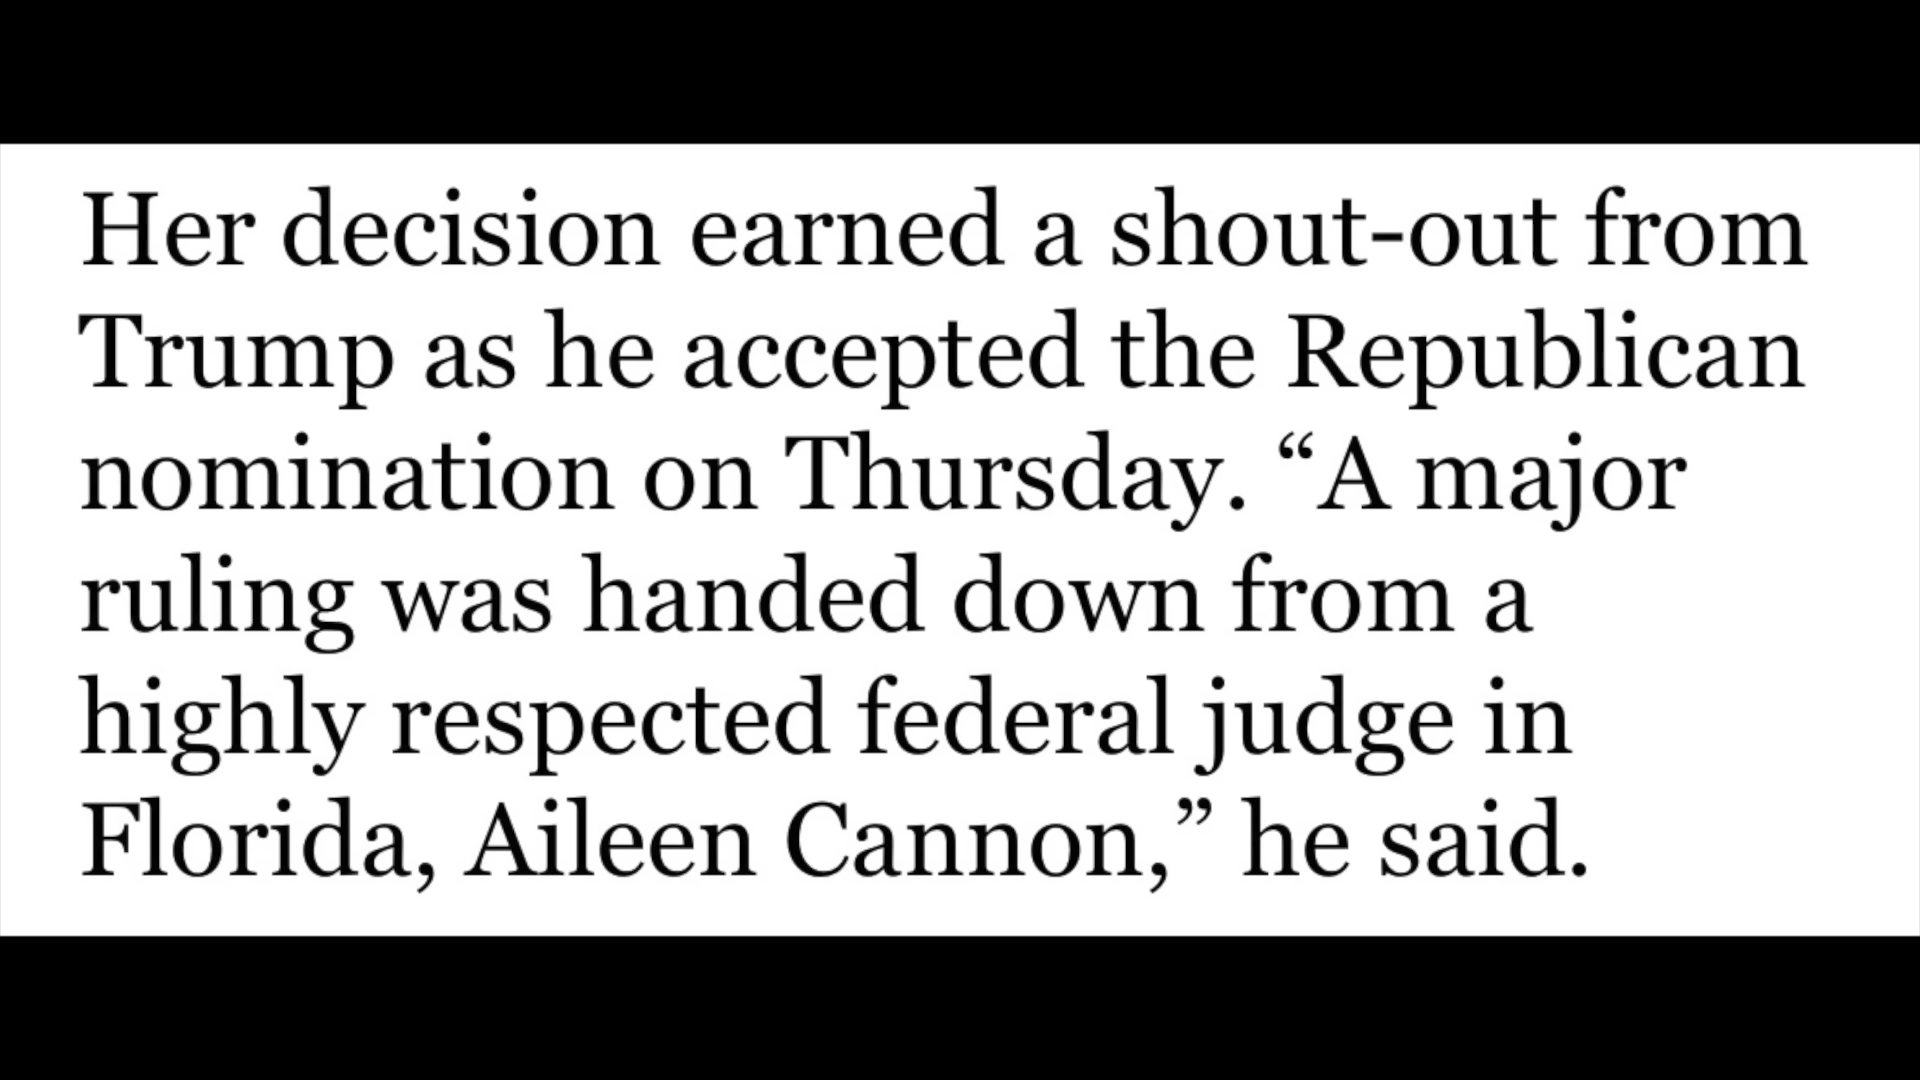 Her decision earned a shout-out from
Trump as he accepted the Republican
nomination on Thursday. “A major
ruling was handed down from a
highly respected federal judge in
Florida, Aileen Cannon,” he said.